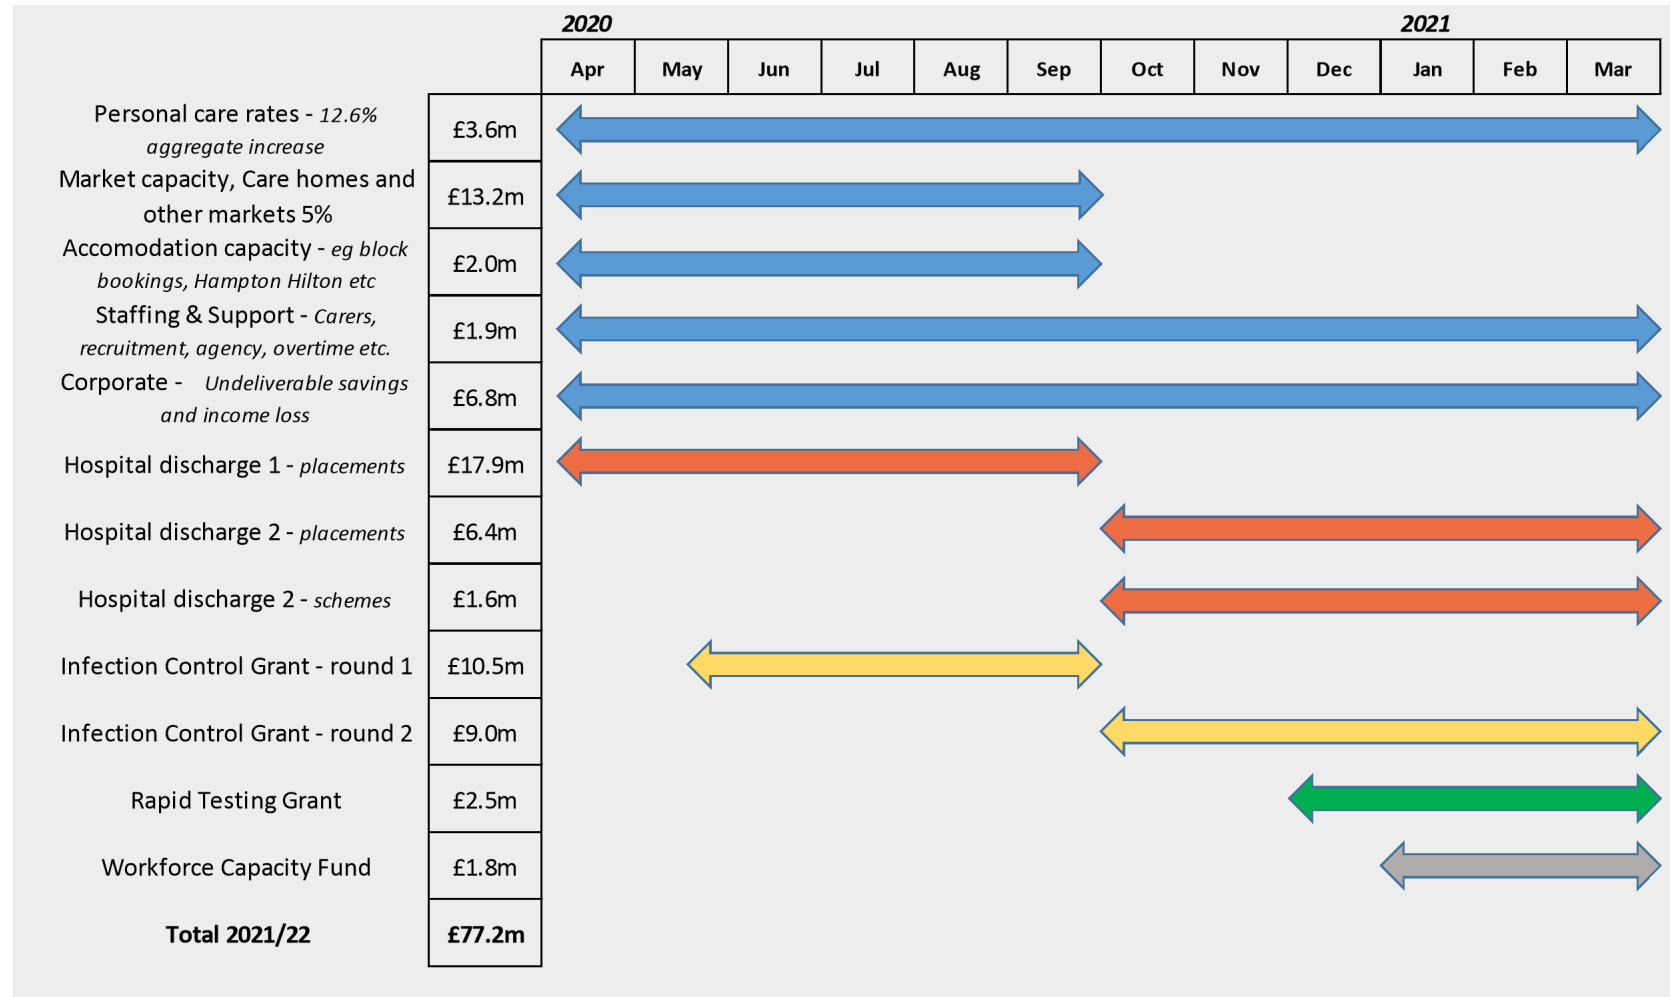 2020 2021
Apr May Jun Jul Aug Sep Oct Nov Dec Jan Feb Mar
Personal care rates - 12.6%
aggregate increase
£3.6m
Market capacity, Care homes and
other markets 5%
£13.2m
Accomodation capacity - eg block
bookings, Hampton Hilton etc
£2.0m
Staffing & Support - Carers,
recruitment, agency, overtime etc.
£1.9m
Corporate - Undeliverable savings
and income loss
£6.8m
Hospital discharge 1 - placements £17.9m
Hospital discharge 2 - placements £6.4m
Hospital discharge 2 - schemes £1.6m
Infection Control Grant - round 1 £10.5m
Infection Control Grant - round 2 £9.0m
Rapid Testing Grant £2.5m
Workforce Capacity Fund £1.8m
Total 2021/22 £77.2m